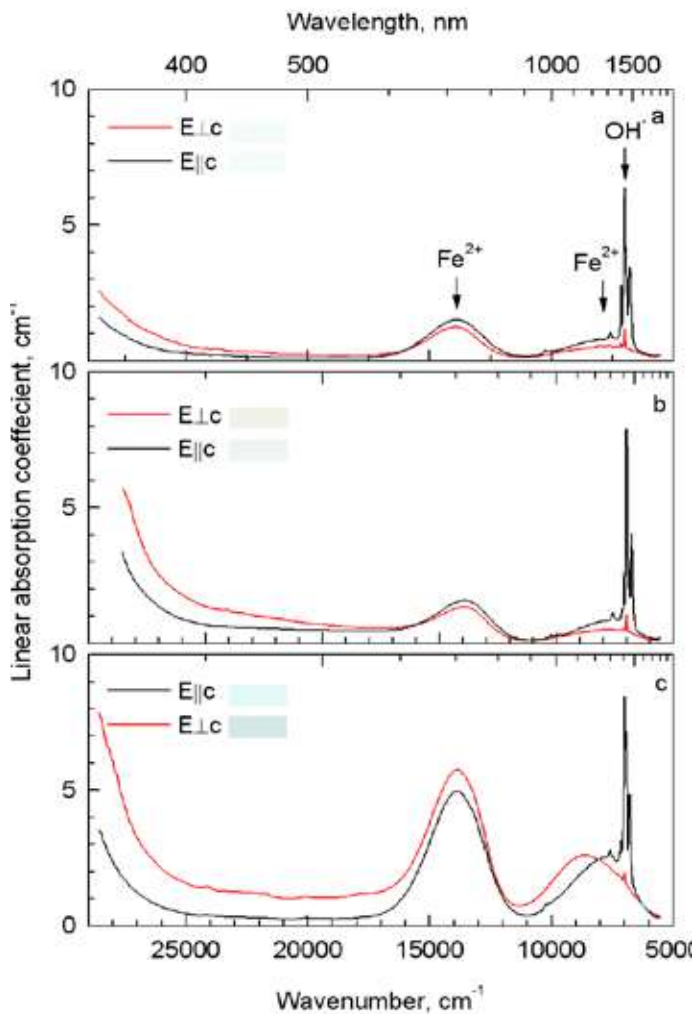 Wavelength, nm
400 500 1000 1500
10
a
E⊥c
OH⁻
E||c
5
Fe²⁺ Fe²⁺
10
b
E⊥c
E||c
5
10
c
E||c
E⊥c
5
0
25000 20000 15000 10000 5000
Wavenumber, cm⁻¹
Linear absorption coeffecient, cm⁻¹